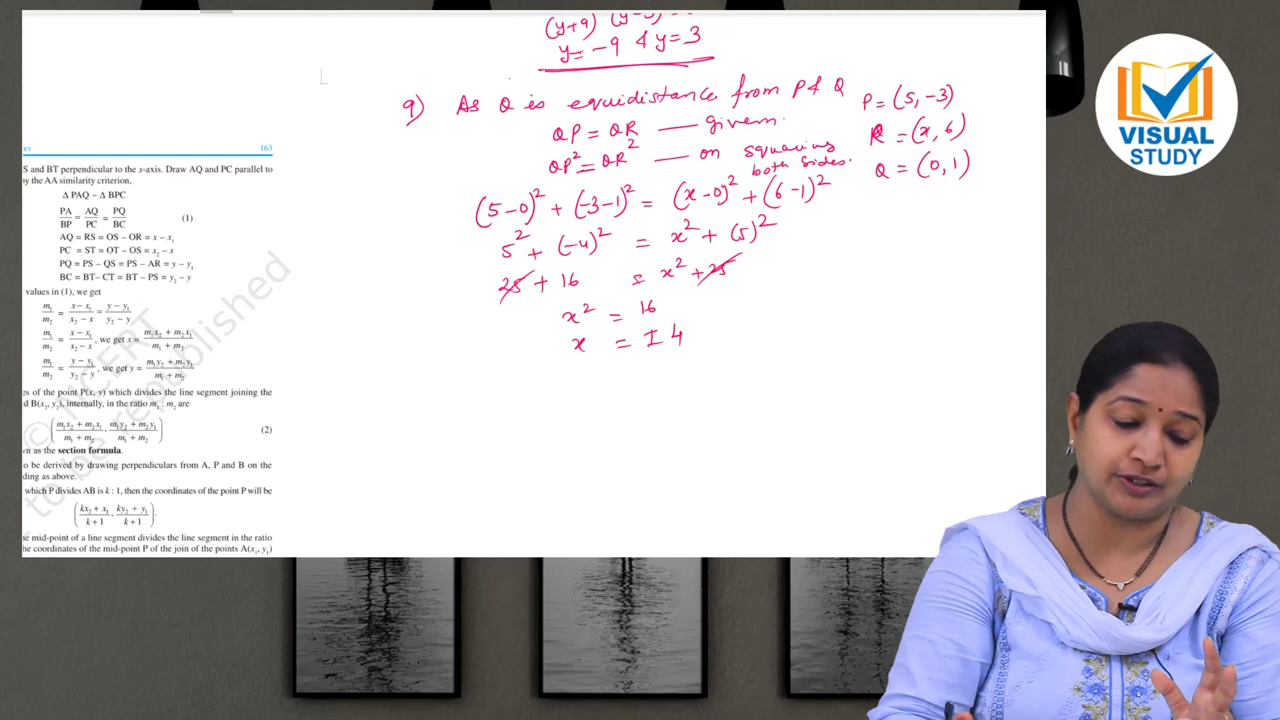 (y+9) (y-3) =
y = -9 & y = 3
9) As Q is equidistance from P & Q
QP = QR — given.
QP² = QR² — on squaring both sides.
P = (5, -3)
R = (x, 6)
Q = (0, 1)
(5-0)² + (-3-1)² = (x-0)² + (6-1)²
5² + (-4)² = x² + (5)²
25 + 16 = x² + 25
x² = 16
x = ± 4
VISUAL
STUDY
RY 163
S and BT perpendicular to the x-axis. Draw AQ and PC parallel to
y the AA similarity criterion,
Δ PAQ ~ Δ BPC
PA/BP = AQ/PC = PQ/BC (1)
AQ = RS = OS – OR = x – x₁
PC = ST = OT – OS = x₂ – x
PQ = PS – QS = PS – AR = y – y₁
BC = BT– CT = BT – PS = y₂ – y
values in (1), we get
m₁/m₂ = x – x₁/x₂ – x = y – y₁/y₂ – y
m₁/m₂ = x – x₁/x₂ – x, we get x = m₁x₂ + m₂x₁/m₁ + m₂
m₁/m₂ = y – y₁/y₂ – y, we get y = m₁y₂ + m₂y₁/m₁ + m₂
es of the point P(x, y) which divides the line segment joining the
d B(x₂, y₂), internally, in the ratio m₁ : m₂ are
(m₁x₂ + m₂x₁/m₁ + m₂, m₁y₂ + m₂y₁/m₁ + m₂) (2)
wn as the section formula.
o be derived by drawing perpendiculars from A, P and B on the
ding as above.
which P divides AB is k : 1, then the coordinates of the point P will be
(kx₂ + x₁/k + 1, ky₂ + y₁/k + 1).
he mid-point of a line segment divides the line segment in the ratio
he coordinates of the mid-point P of the join of the points A(x₁, y₁)
© NCERT
be republished